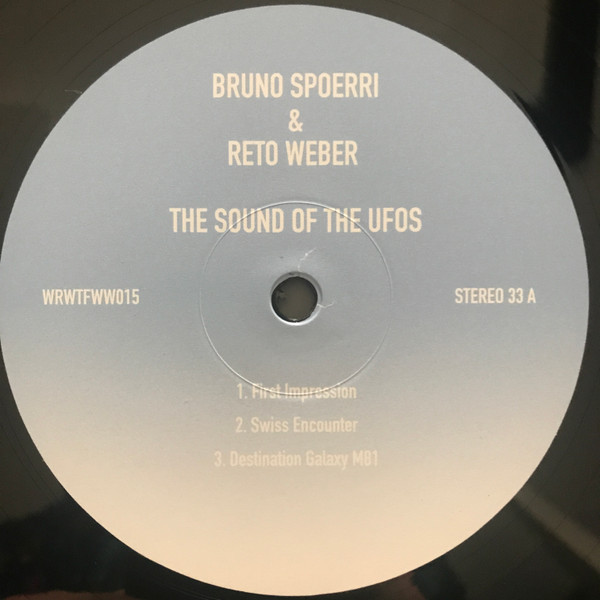 BRUNO SPOERRI
&
RETO WEBER
THE SOUND OF THE UFOS
WRWTFWW015
STEREO 33 A
1. First Impression
2. Swiss Encounter
3. Destination Galaxy M81